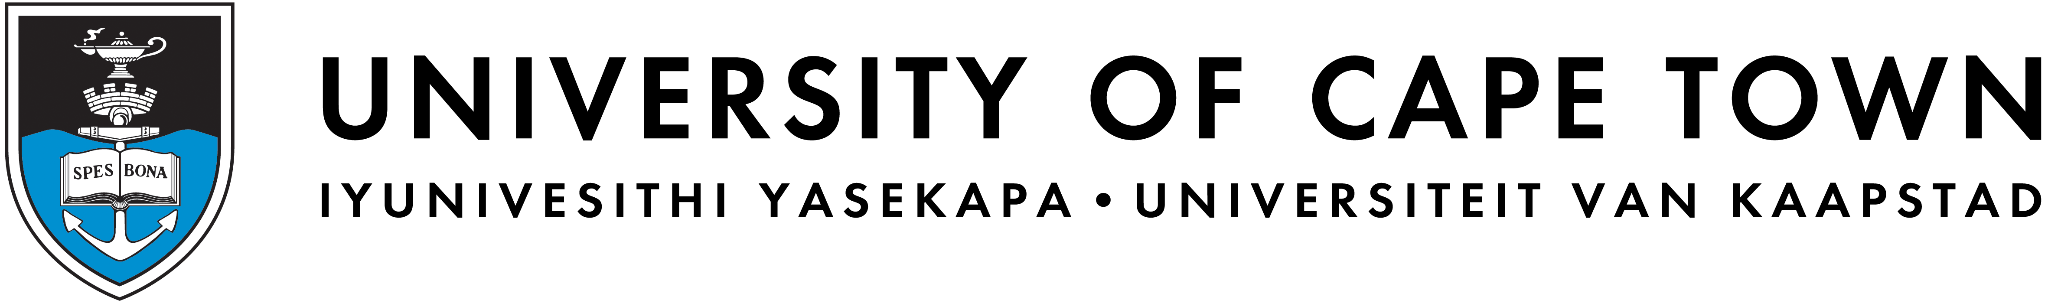 SPES BONA
UNIVERSITY OF CAPE TOWN
IYUNIVESITHI YASEKAPA • UNIVERSITEIT VAN KAAPSTAD